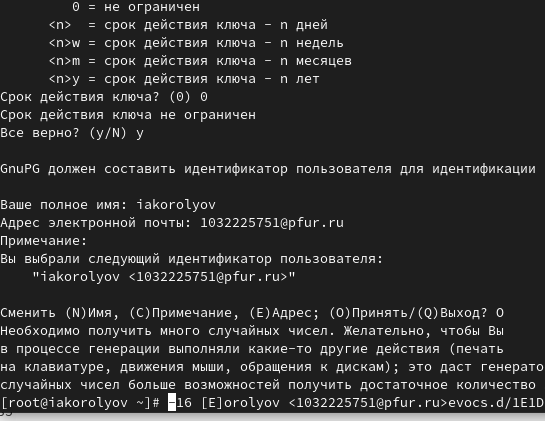 0 = не ограничен
<n>  = срок действия ключа - n дней
<n>w = срок действия ключа - n недель
<n>m = срок действия ключа - n месяцев
<n>y = срок действия ключа - n лет
Срок действия ключа? (0) 0
Срок действия ключа не ограничен
Все верно? (y/N) y
GnuPG должен составить идентификатор пользователя для идентификации
Ваше полное имя: iakorolyov
Адрес электронной почты: 1032225751@pfur.ru
Примечание:
Вы выбрали следующий идентификатор пользователя:
"iakorolyov <1032225751@pfur.ru>"
Сменить (N)Имя, (C)Примечание, (E)Адрес; (O)Принять/(Q)Выход? O
Необходимо получить много случайных чисел. Желательно, чтобы Вы
в процессе генерации выполняли какие-то другие действия (печать
на клавиатуре, движения мыши, обращения к дискам); это даст генерато
случайных чисел больше возможностей получить достаточное количество
[root@iakorolyov ~]# -16 [E]orolyov <1032225751@pfur.ru>evocs.d/1E1D